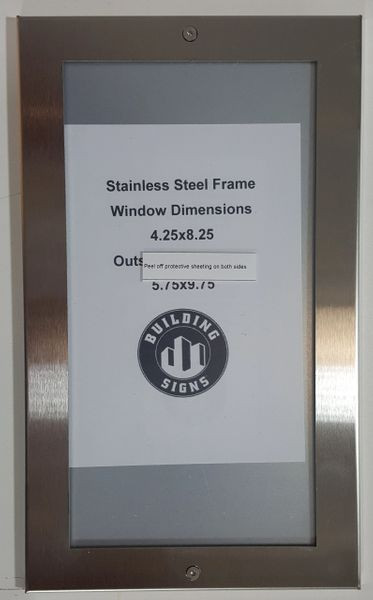 Stainless Steel Frame
Window Dimensions
4.25x8.25
Outs
Peel off protective sheeting on both sides
5.75x9.75
BUILDING
SIGNS